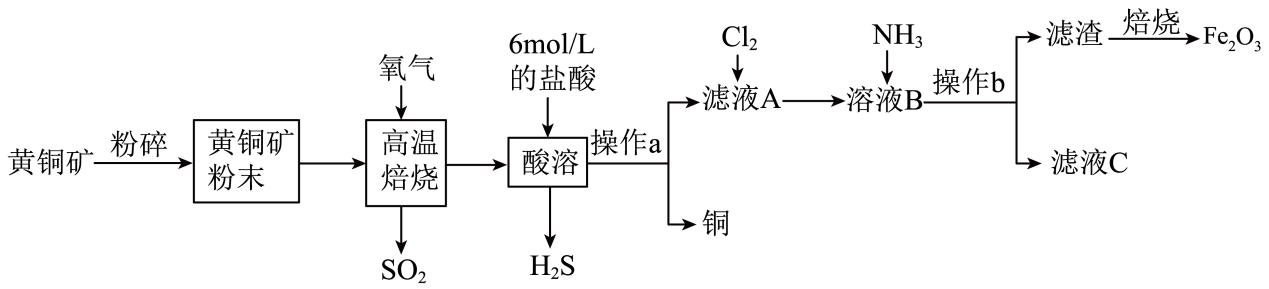 黄铜矿
粉碎
黄铜矿
粉末
氧气
高温
焙烧
SO₂
6mol/L
的盐酸
酸溶
H₂S
操作a
Cl₂
滤液A
铜
NH₃
溶液B
操作b
滤渣
焙烧
Fe₂O₃
滤液C